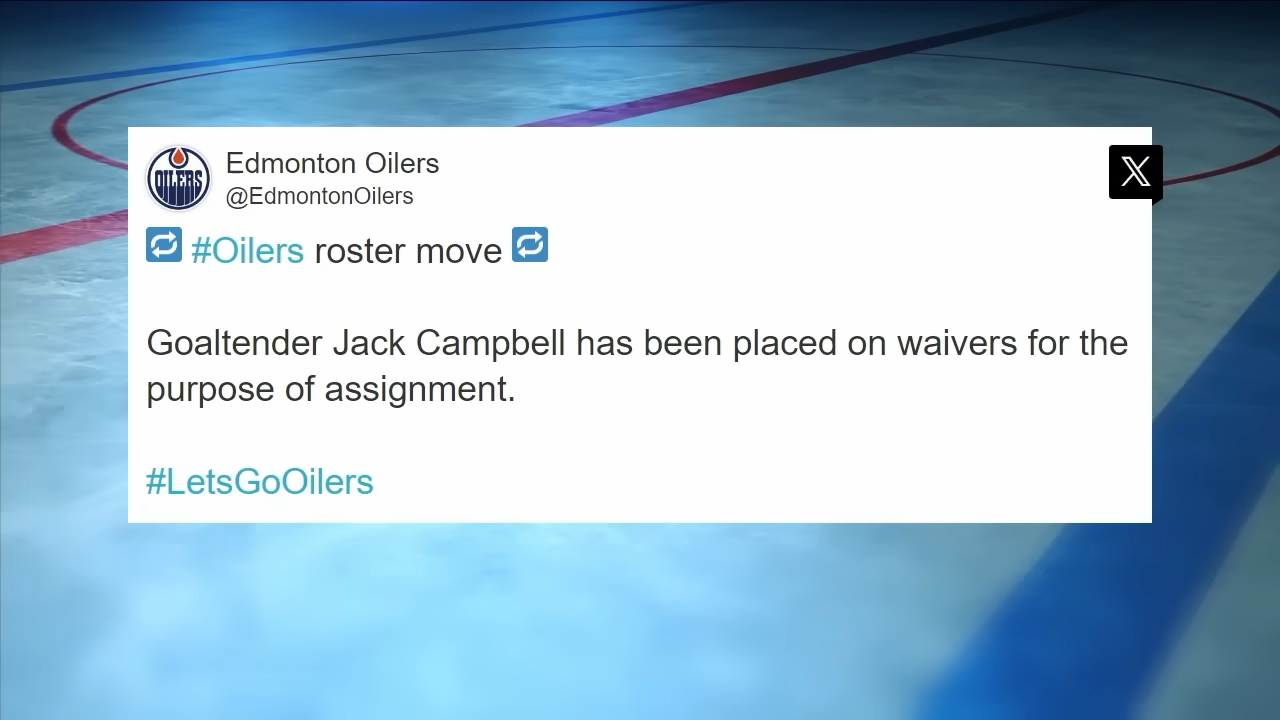 OILERS
Edmonton Oilers
@EdmontonOilers
🔁 #Oilers roster move 🔁
Goaltender Jack Campbell has been placed on waivers for the
purpose of assignment.
#LetsGoOilers